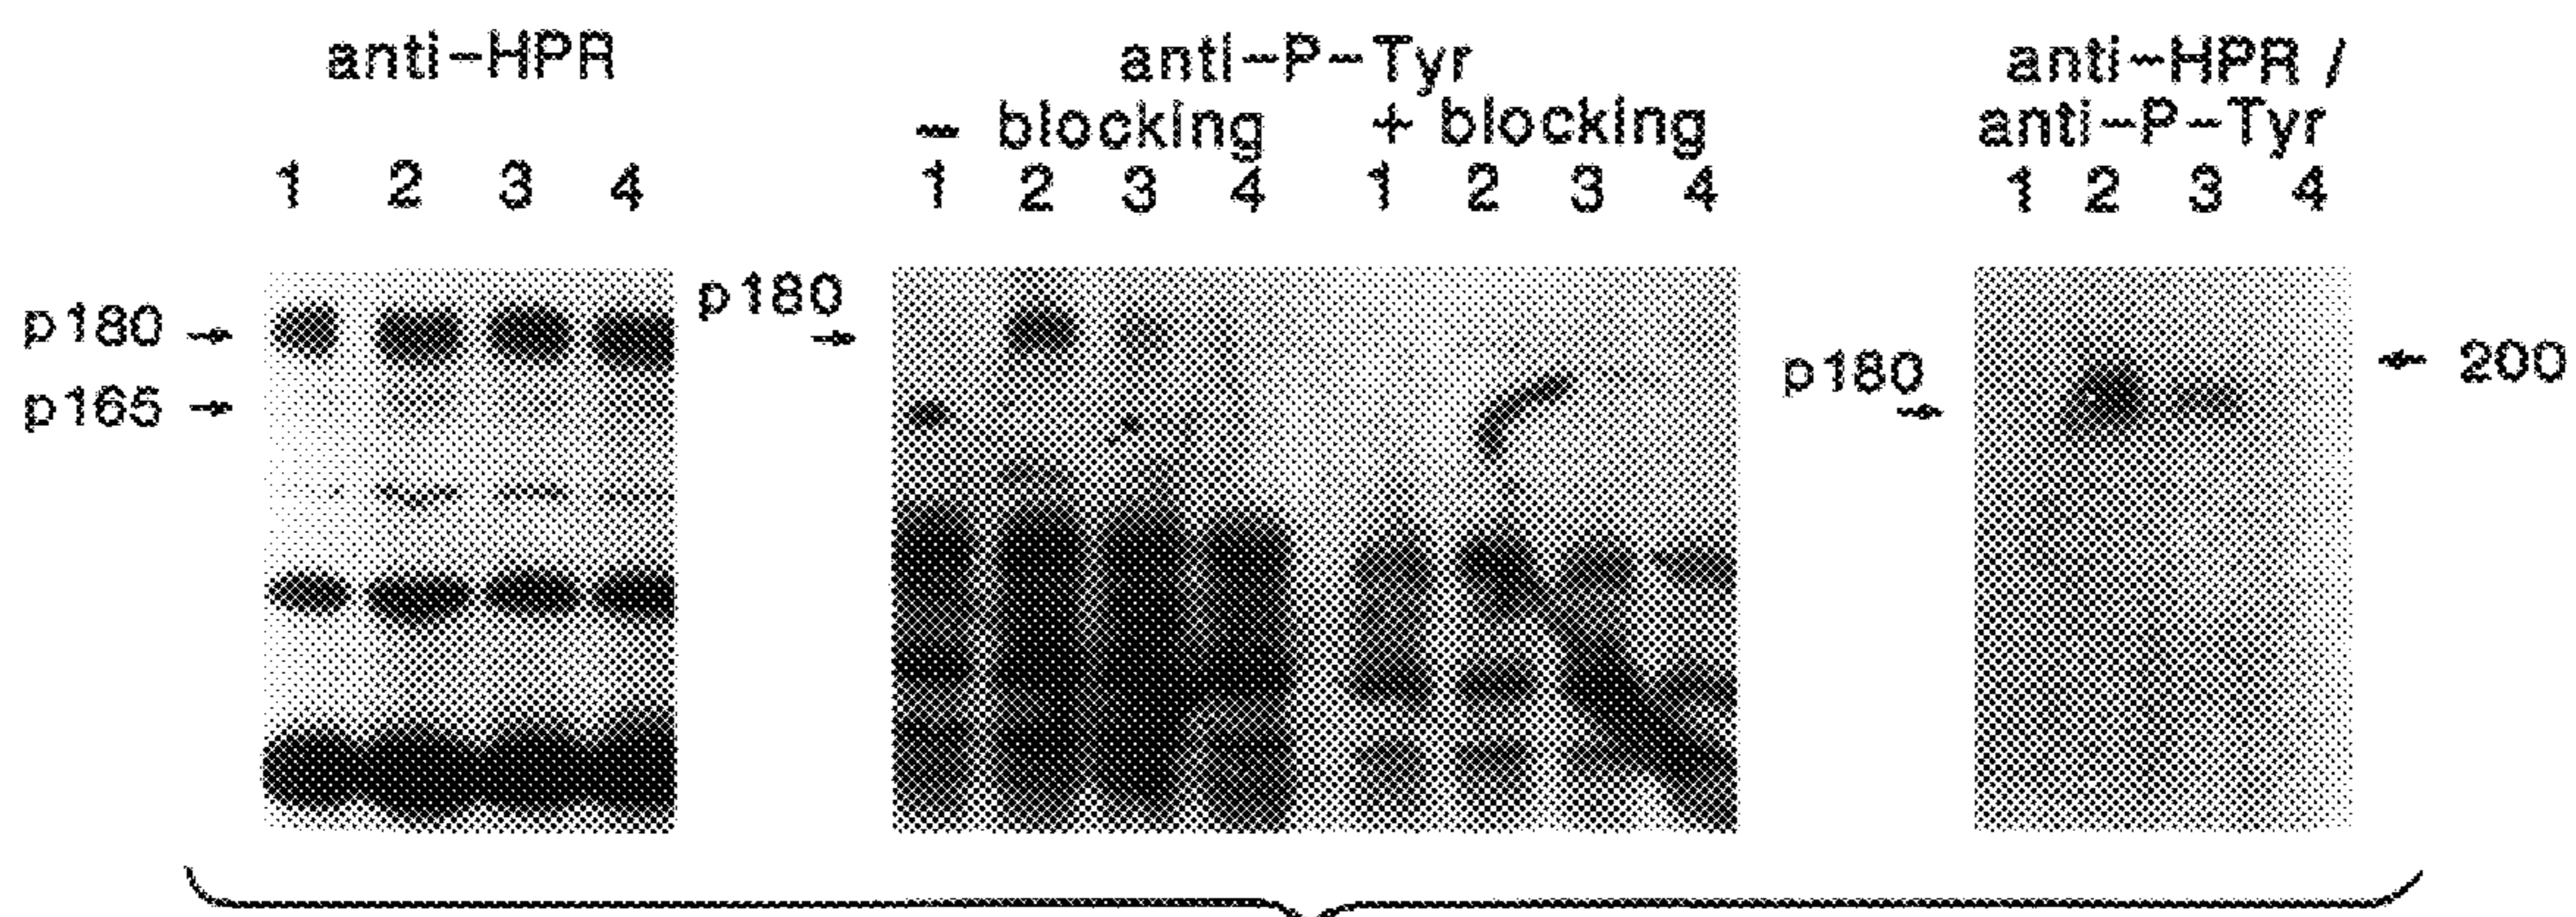 anti-HPR
1 2 3 4
p180
p165
anti-P-Tyr
- blocking + blocking
1 2 3 4 1 2 3 4
p180
anti-HPR /
anti-P-Tyr
1 2 3 4
p180
200